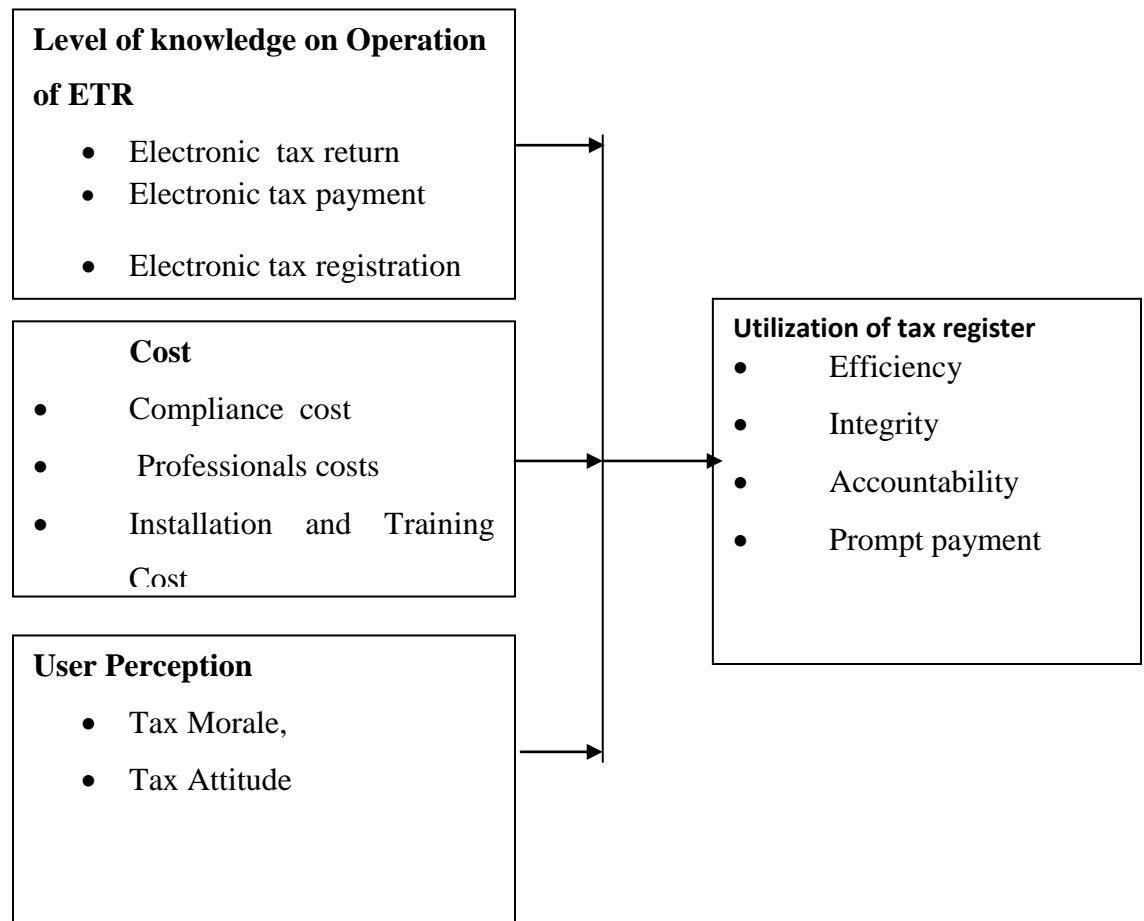 Level of knowledge on Operation
of ETR
• Electronic tax return
• Electronic tax payment
• Electronic tax registration
Cost
• Compliance cost
• Professionals costs
• Installation and Training
Cost
User Perception
• Tax Morale,
• Tax Attitude
Utilization of tax register
• Efficiency
• Integrity
• Accountability
• Prompt payment